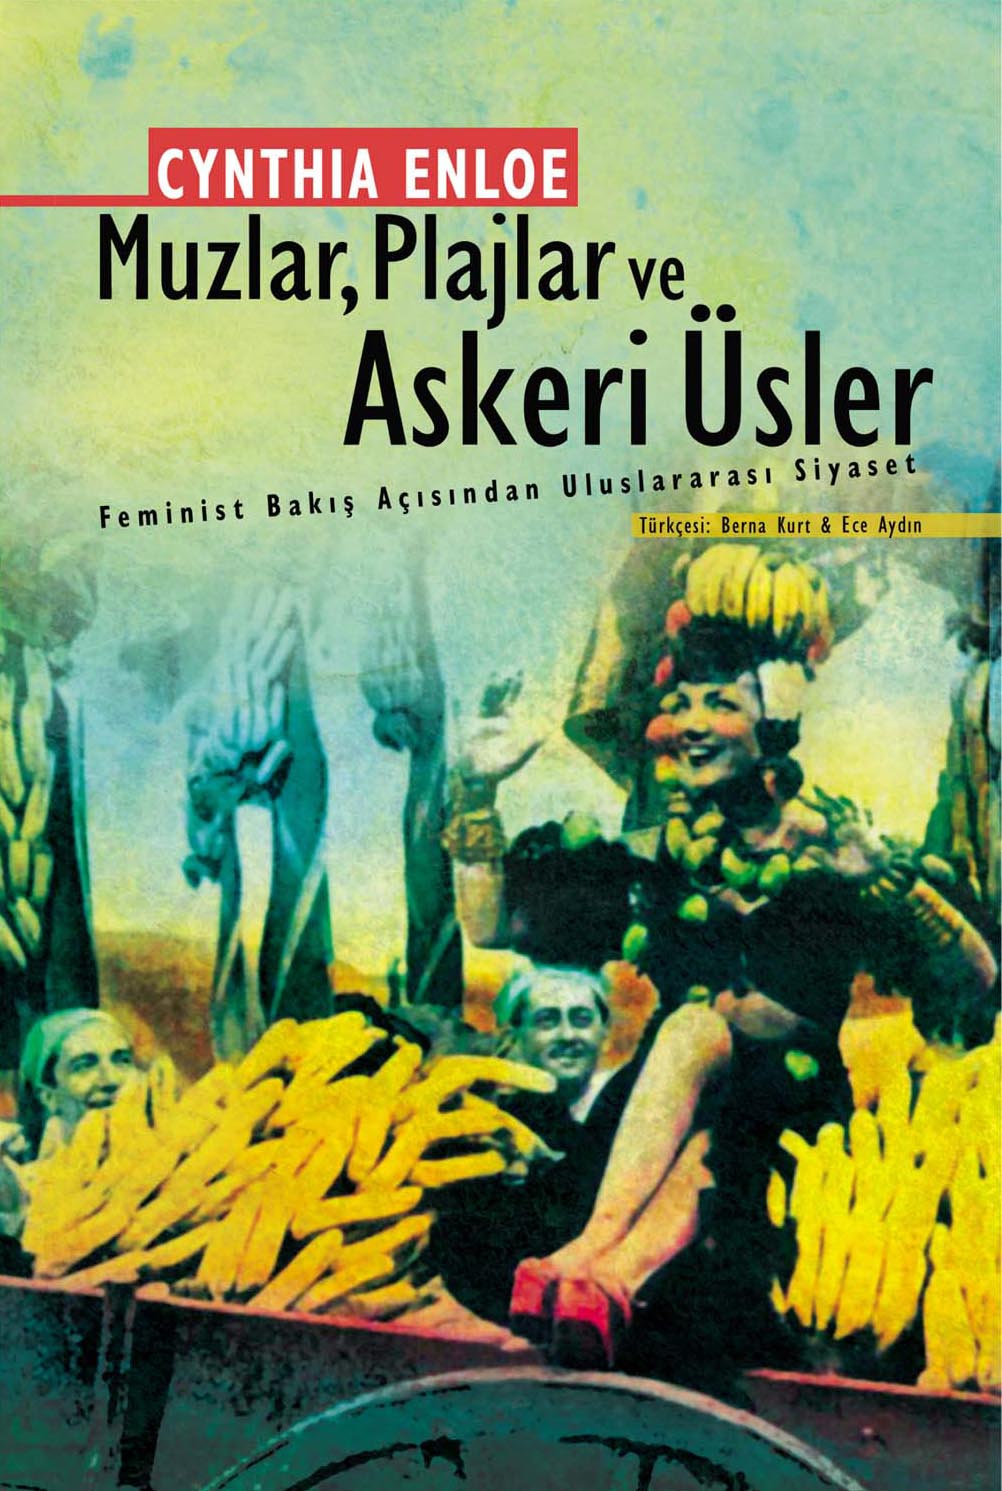 CYNTHIA ENLOE
Muzlar, Plajlar ve
Askeri Üsler
Feminist Bakış Açısından Uluslararası Siyaset
Türkçesi: Berna Kurt & Ece Aydın